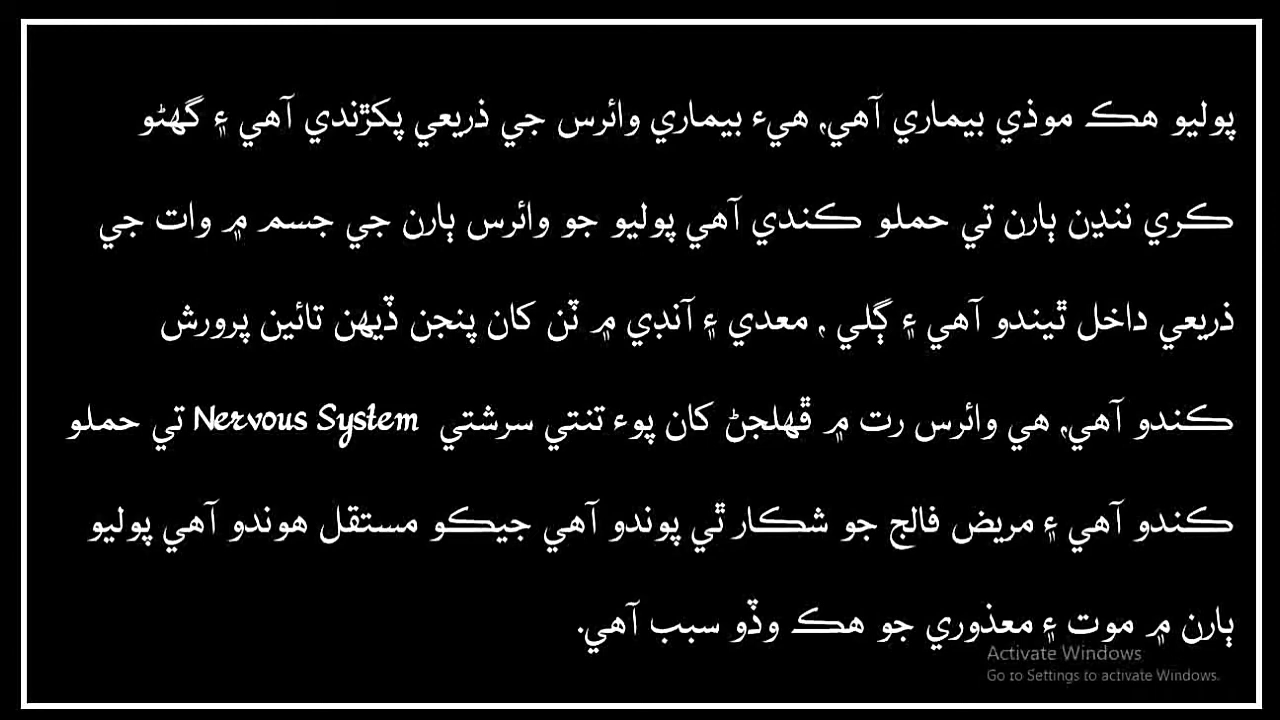 پوليو هڪ موذي بيماري آهي, هيء بيماري وائرس جي ذريعي پکڙندي آهي ۽ گهڻو
ڪري ننڍن ٻارن تي حملو ڪندي آهي پوليو جو وائرس ٻارن جي جسم ۾ وات جي
ذريعي داخل ٿيندو آهي ۽ ڳلي , معدي ۽ آنڊي ۾ ٽن کان پنجن ڏيهن تائين پرورش
ڪندو آهي, هي وائرس رت ۾ ڦهلجڻ کان پوء تنتي سرشتي Nervous System تي حملو
ڪندو آهي ۽ مريض فالج جو شڪار ٿي پوندو آهي جيڪو مستقل هوندو آهي پوليو
ٻارن ۾ موت ۽ معذوري جو هڪ وڏو سبب آهي.
Activate Windows
Go to Settings to activate Windows.